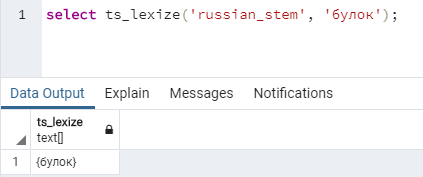 1 select ts_lexize('russian_stem', 'булок');
Data Output Explain Messages Notifications
ts_lexize
text[]
1 {булок}